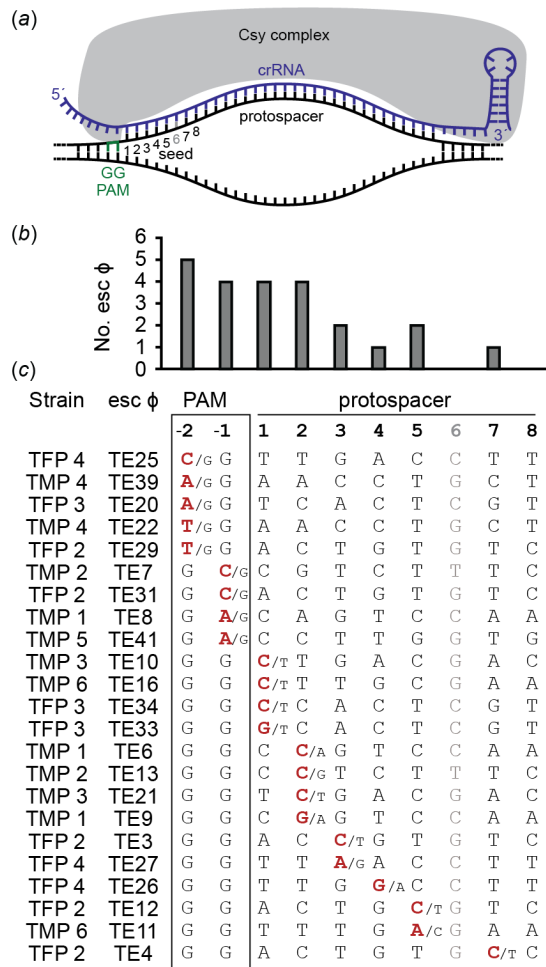 (a)
Csy complex
crRNA
5´
protospacer
3´
1 2 3 4 5 6 7 8
seed
GG
PAM
(b)
No. esc ϕ
6
5
4
3
2
1
0
(c)
Strain esc ϕ PAM protospacer
-2 -1 1 2 3 4 5 6 7 8
TFP 4 TE25 C/G G T T G A C C T T
TMP 4 TE39 A/G G A A C C T G C T
TFP 3 TE20 A/G G T C A C T C G T
TMP 4 TE22 T/G G A A C C T G C T
TFP 2 TE29 T/G G A C T G T G T C
TMP 2 TE7 G C/G C G T C T T T C
TFP 2 TE31 G C/G A C T G T G T C
TMP 1 TE8 G A/G C A G T C C A A
TMP 5 TE41 G A/G C C T T G G T G
TMP 3 TE10 G G C/T T G A C G A C
TMP 6 TE16 G G C/T T T G C G A A
TFP 3 TE34 G G C/T C A C T C G T
TFP 3 TE33 G G G/T C A C T C G T
TMP 1 TE6 G G C C/A G T C C A A
TMP 2 TE13 G G C C/G T C T T T C
TMP 3 TE21 G G T C/T G A C G A C
TMP 1 TE9 G G C G/A G T C C A A
TFP 2 TE3 G G A C C/T G T G T C
TFP 4 TE27 G G T T A/G A C C T T
TFP 4 TE26 G G T T G G/A C C T T
TFP 2 TE12 G G A C T G C/T G T C
TMP 6 TE11 G G T T T G A/C G A A
TFP 2 TE4 G G A C T G T G C/T C